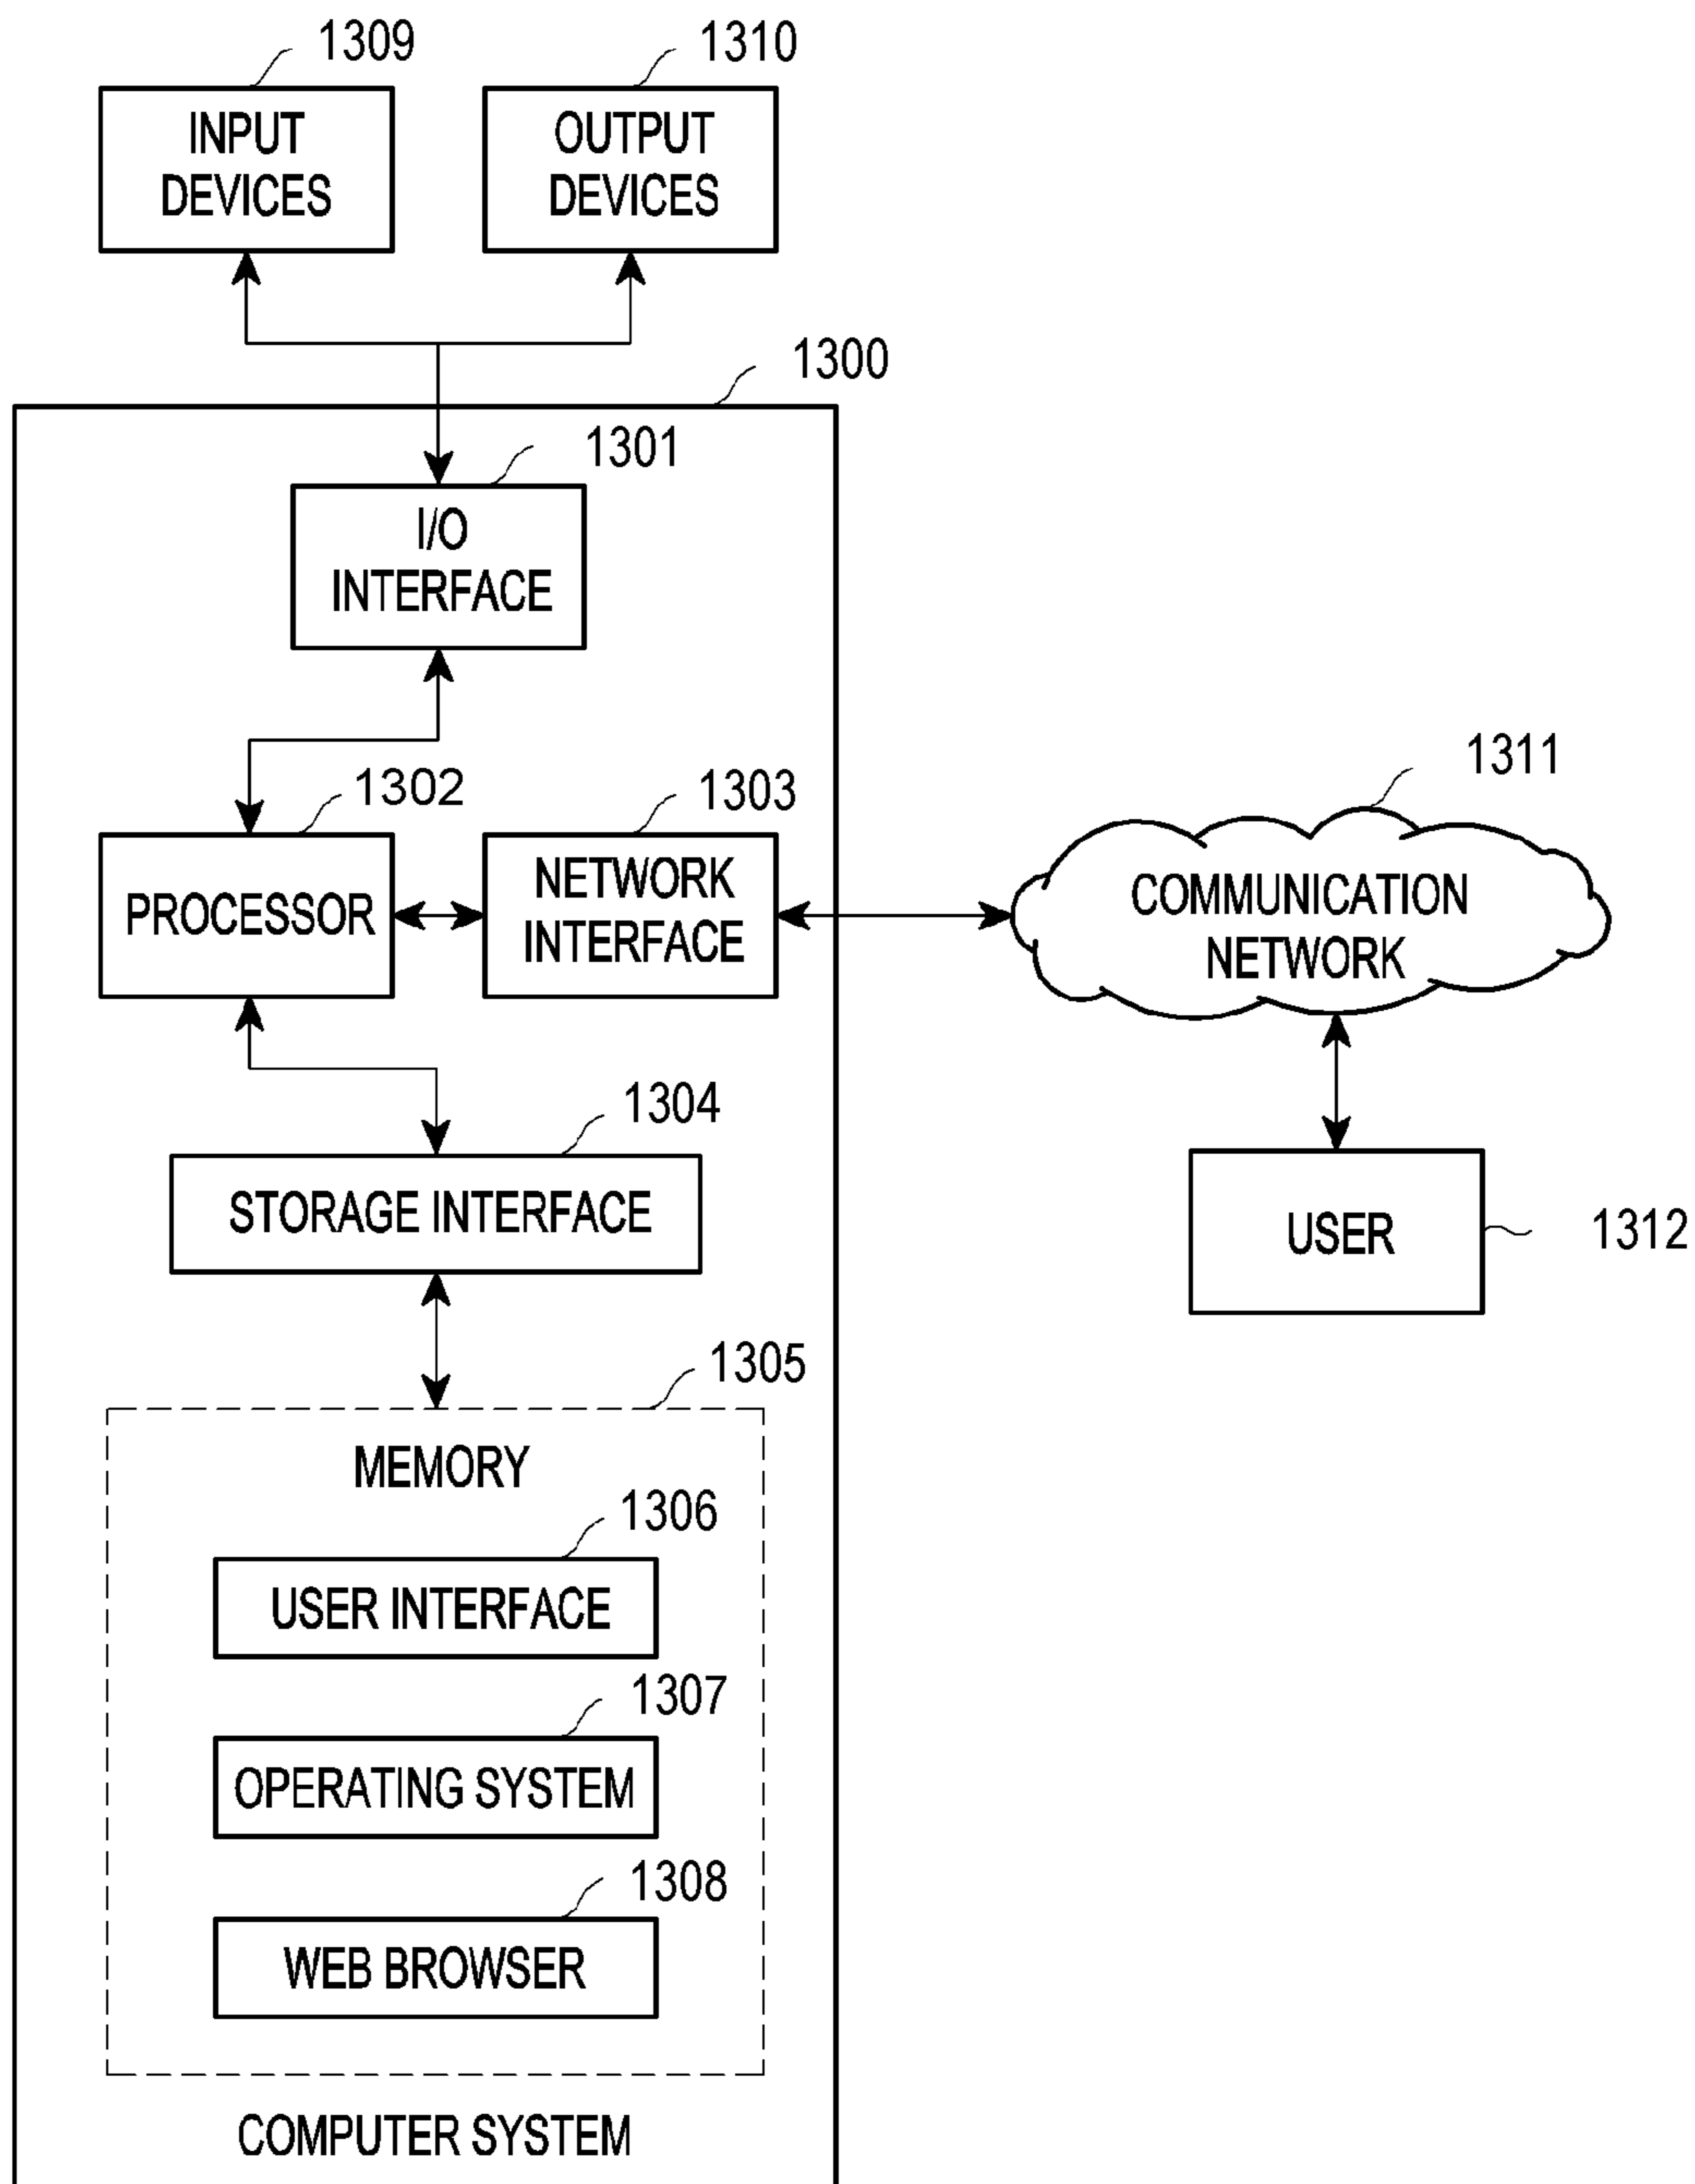 1309
1310
INPUT
DEVICES
OUTPUT
DEVICES
1300
1301
I/O
INTERFACE
1302
1303
1311
PROCESSOR
NETWORK
INTERFACE
COMMUNICATION
NETWORK
1304
STORAGE INTERFACE
USER
1312
1305
MEMORY
1306
USER INTERFACE
1307
OPERATING SYSTEM
1308
WEB BROWSER
COMPUTER SYSTEM